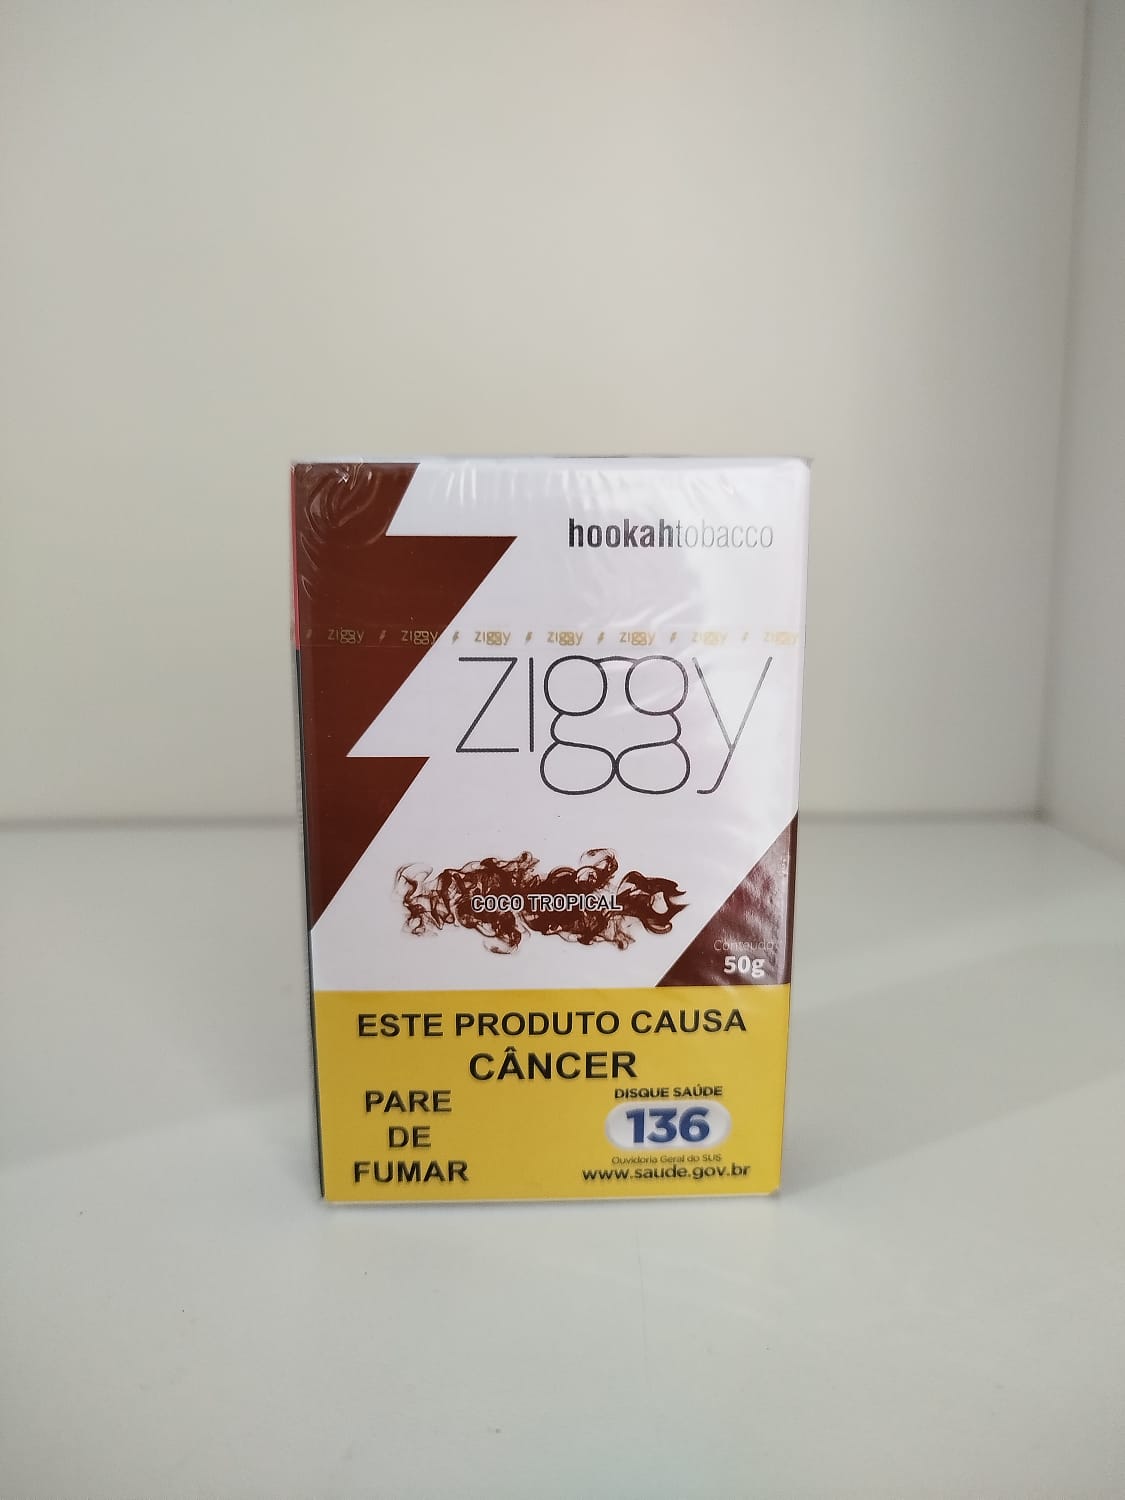 hookahtobacco
ziggy ziggy ziggy ziggy ziggy ziggy ziggy
ziggy
COCO TROPICAL
Conteúdo
50g
ESTE PRODUTO CAUSA
CÂNCER
PARE
DE
FUMAR
DISQUE SAÚDE
136
Ouvidoria Geral do SUS
www.saude.gov.br